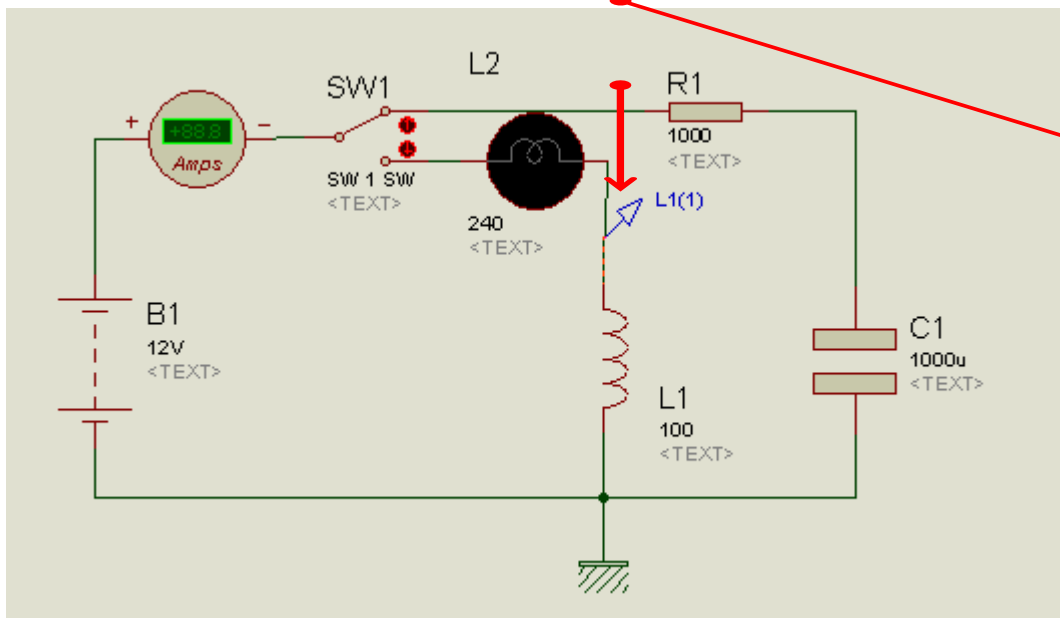 L2
SW1
R1
+ +88.8 −
Amps
1000
<TEXT>
SW 1 SW
<TEXT>
L1(1)
240
<TEXT>
B1
12V
<TEXT>
C1
1000u
<TEXT>
L1
100
<TEXT>